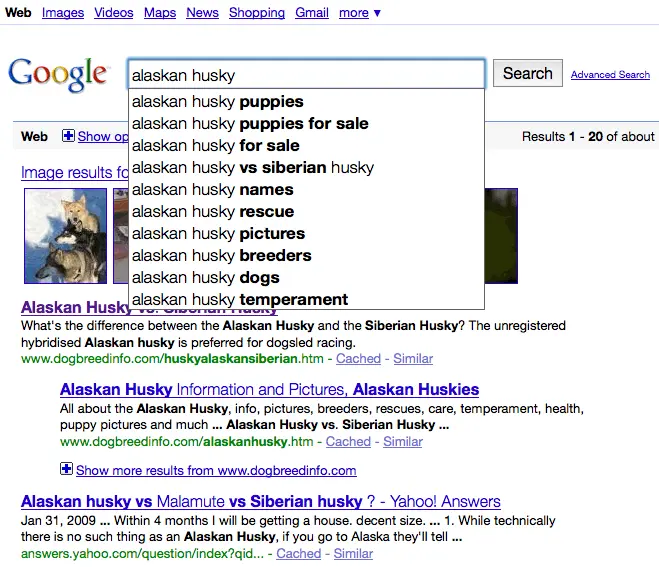 Web Images Videos Maps News Shopping Gmail more ▼
Google alaskan husky Search Advanced Search
alaskan husky puppies
alaskan husky puppies for sale
alaskan husky for sale
alaskan husky vs siberian husky
alaskan husky names
alaskan husky rescue
alaskan husky pictures
alaskan husky breeders
alaskan husky dogs
alaskan husky temperament
Web Show op Results 1 - 20 of about
Image results fo
Alaskan Husky vs. Siberian Husky
What's the difference between the Alaskan Husky and the Siberian Husky? The unregistered
hybridised Alaskan husky is preferred for dogsled racing.
www.dogbreedinfo.com/huskyalaskansiberian.htm - Cached - Similar
Alaskan Husky Information and Pictures, Alaskan Huskies
All about the Alaskan Husky, info, pictures, breeders, rescues, care, temperament, health,
puppy pictures and much ... Alaskan Husky vs. Siberian Husky ...
www.dogbreedinfo.com/alaskanhusky.htm - Cached - Similar
Show more results from www.dogbreedinfo.com
Alaskan husky vs Malamute vs Siberian husky ? - Yahoo! Answers
Jan 31, 2009 ... Within 4 months I will be getting a house. decent size. ... 1. While technically
there is no such thing as an Alaskan Husky, if you go to Alaska they'll tell ...
answers.yahoo.com/question/index?qid... - Cached - Similar